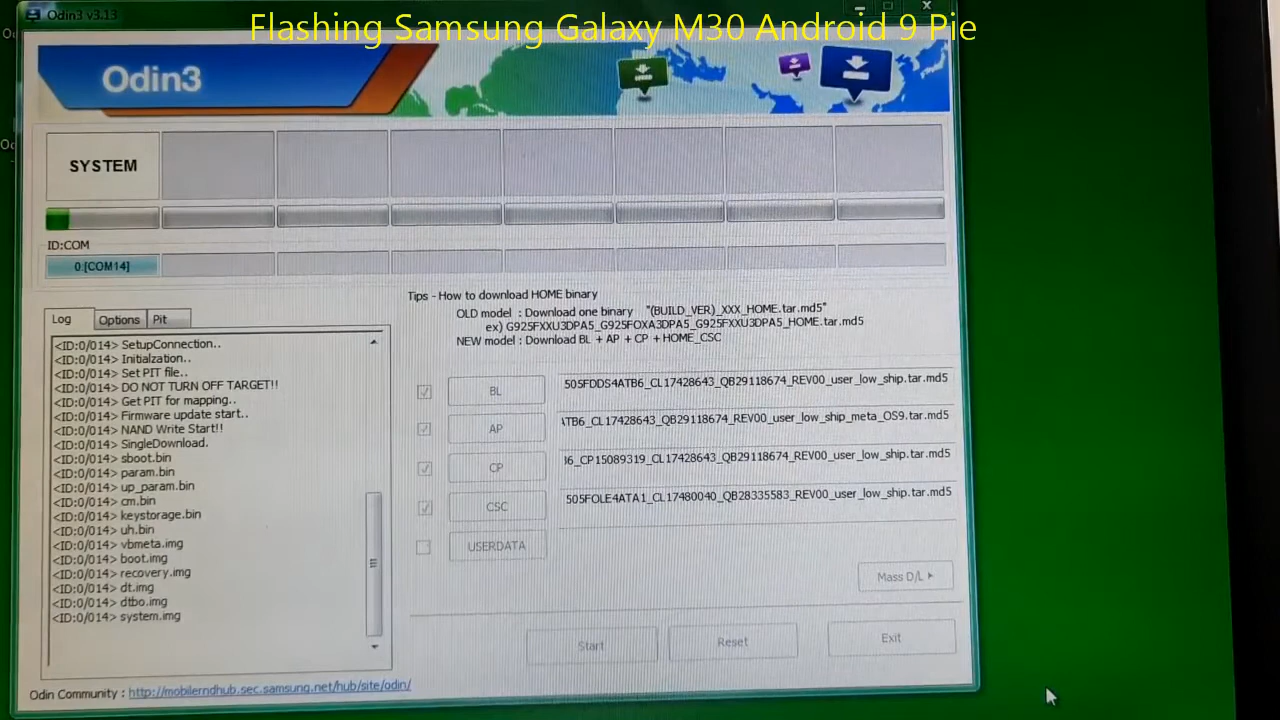 Odin3 v3.13
Flashing Samsung Galaxy M30 Android 9 Pie
Odin3
SPEED
SYSTEM
ID:COM
0:[COM14]
Log
Options
Pit
<ID:0/014> SetupConnection..
<ID:0/014> Initialzation..
<ID:0/014> Set PIT file..
<ID:0/014> DO NOT TURN OFF TARGET!!
<ID:0/014> Get PIT for mapping..
<ID:0/014> Firmware update start..
<ID:0/014> NAND Write Start!!
<ID:0/014> SingleDownload.
<ID:0/014> sboot.bin
<ID:0/014> param.bin
<ID:0/014> up_param.bin
<ID:0/014> cm.bin
<ID:0/014> keystorage.bin
<ID:0/014> uh.bin
<ID:0/014> vbmeta.img
<ID:0/014> boot.img
<ID:0/014> recovery.img
<ID:0/014> dt.img
<ID:0/014> dtbo.img
<ID:0/014> system.img
Tips - How to download HOME binary
OLD model : Download one binary "(BUILD_VER)_XXX_HOME.tar.md5"
ex) G925FXXU3DPA5_G925FOXA3DPA5_G925FXXU3DPA5_HOME.tar.md5
NEW model : Download BL + AP + CP + HOME_CSC
BL 505FDDS4ATB6_CL17428643_QB29118674_REV00_user_low_ship.tar.md5
AP ATB6_CL17428643_QB29118674_REV00_user_low_ship_meta_OS9.tar.md5
CP 36_CP15089319_CL17428643_QB29118674_REV00_user_low_ship.tar.md5
CSC 505FOLE4ATA1_CL17480040_QB28335583_REV00_user_low_ship.tar.md5
USERDATA
Mass D/L
Start
Reset
Exit
Odin Community : http://mobilerndhub.sec.samsung.net/hub/site/odin/